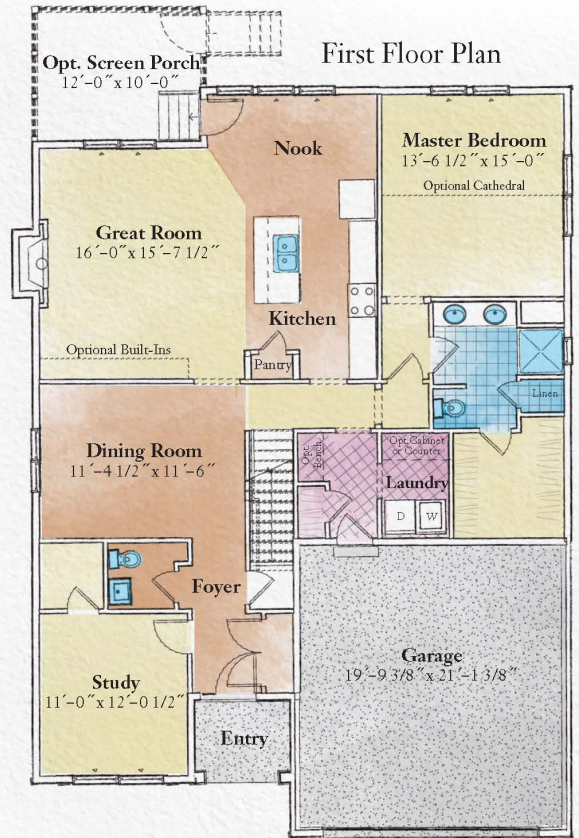 First Floor Plan
Opt. Screen Porch
12´-0˝ x 10´-0˝
Nook
Master Bedroom
13´-6 1/2˝ x 15´-0˝
Optional Cathedral
Great Room
16´-0˝ x 15´-7 1/2˝
Kitchen
Optional Built-Ins
Pantry
Linen
Dining Room
11´-4 1/2˝ x 11´-6˝
Opt.
Bench
Opt. Cabinet
or Counter
Laundry
D
W
Foyer
Study
11´-0˝ x 12´-0 1/2˝
Garage
19´-9 3/8˝ x 21´-1 3/8˝
Entry